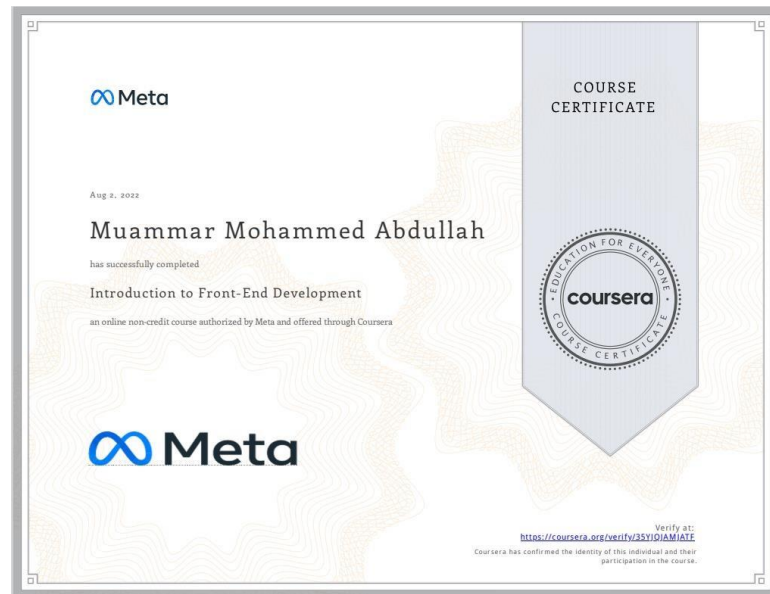 Meta
COURSE
CERTIFICATE
Aug 2, 2022
Muammar Mohammed Abdullah
has successfully completed
Introduction to Front-End Development
an online non-credit course authorized by Meta and offered through Coursera
EDUCATION FOR EVERYONE
coursera
COURSE CERTIFICATE
Meta
Verify at:
https://coursera.org/verify/35YJQJAMJATF
Coursera has confirmed the identity of this individual and their
participation in the course.